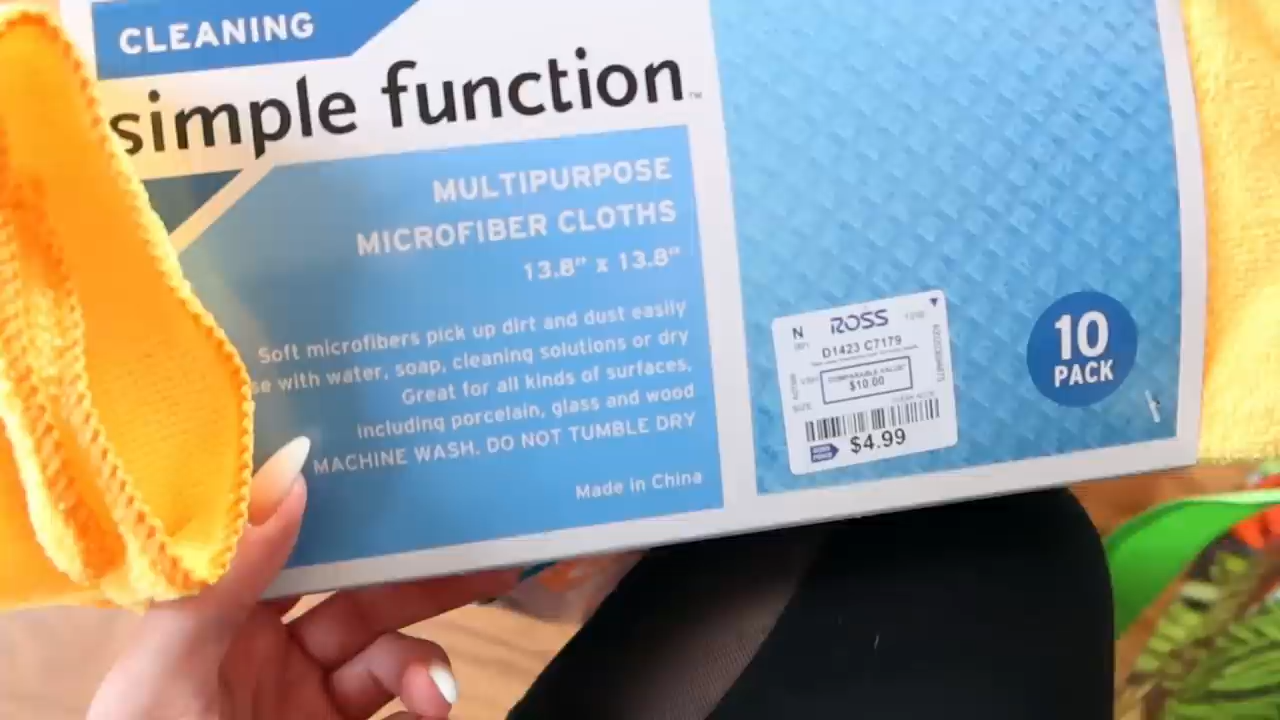 CLEANING
simple function™
MULTIPURPOSE
MICROFIBER CLOTHS
13.8" x 13.8"
Soft microfibers pick up dirt and dust easily
with water, soap, cleaning solutions or dry
Great for all kinds of surfaces,
including porcelain, glass and wood
MACHINE WASH. DO NOT TUMBLE DRY
Made in China
N
ROSS
D1423 C7179
COMPARABLE VALUE*
$10.00
SIZE
$4.99
10
PACK